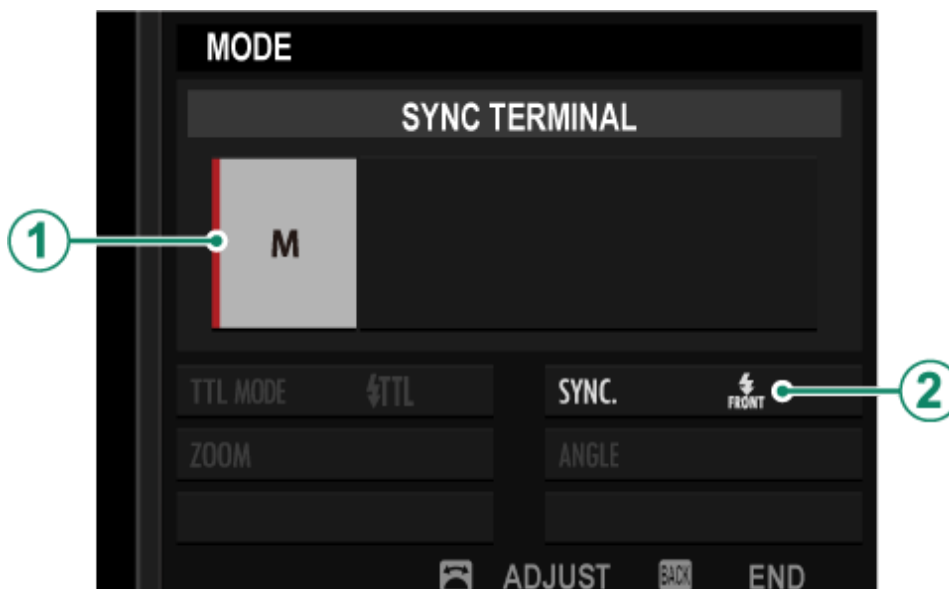 MODE
SYNC TERMINAL
1
M
TTL MODE TTL
SYNC. FRONT
2
ZOOM
ANGLE
ADJUST BACK END